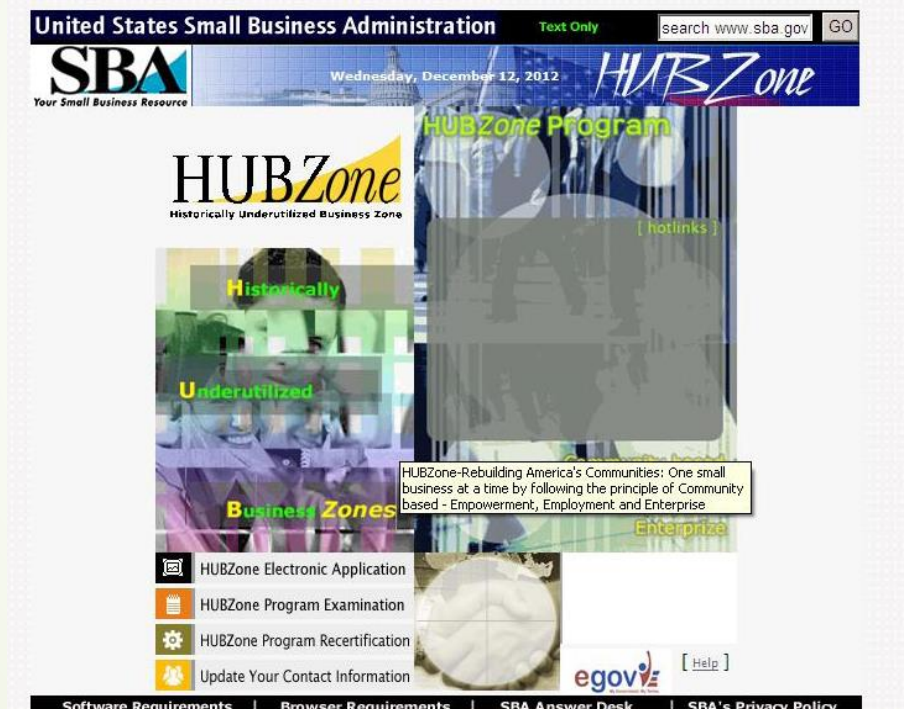 United States Small Business Administration Text Only search www.sba.gov GO
SBA
Your Small Business Resource
Wednesday, December 12, 2012
HUBZone
HUBZone Program
HUBZone
Historically Underutilized Business Zone
[ hotlinks ]
Historically
Underutilized
Business Zones
Community based
HUBZone-Rebuilding America's Communities: One small
business at a time by following the principle of Community
based - Empowerment, Employment and Enterprise
Enterprize
HUBZone Electronic Application
HUBZone Program Examination
HUBZone Program Recertification
Update Your Contact Information
egov
[ Help ]
Software Requirements | Browser Requirements | SBA Answer Desk | SBA's Privacy Policy